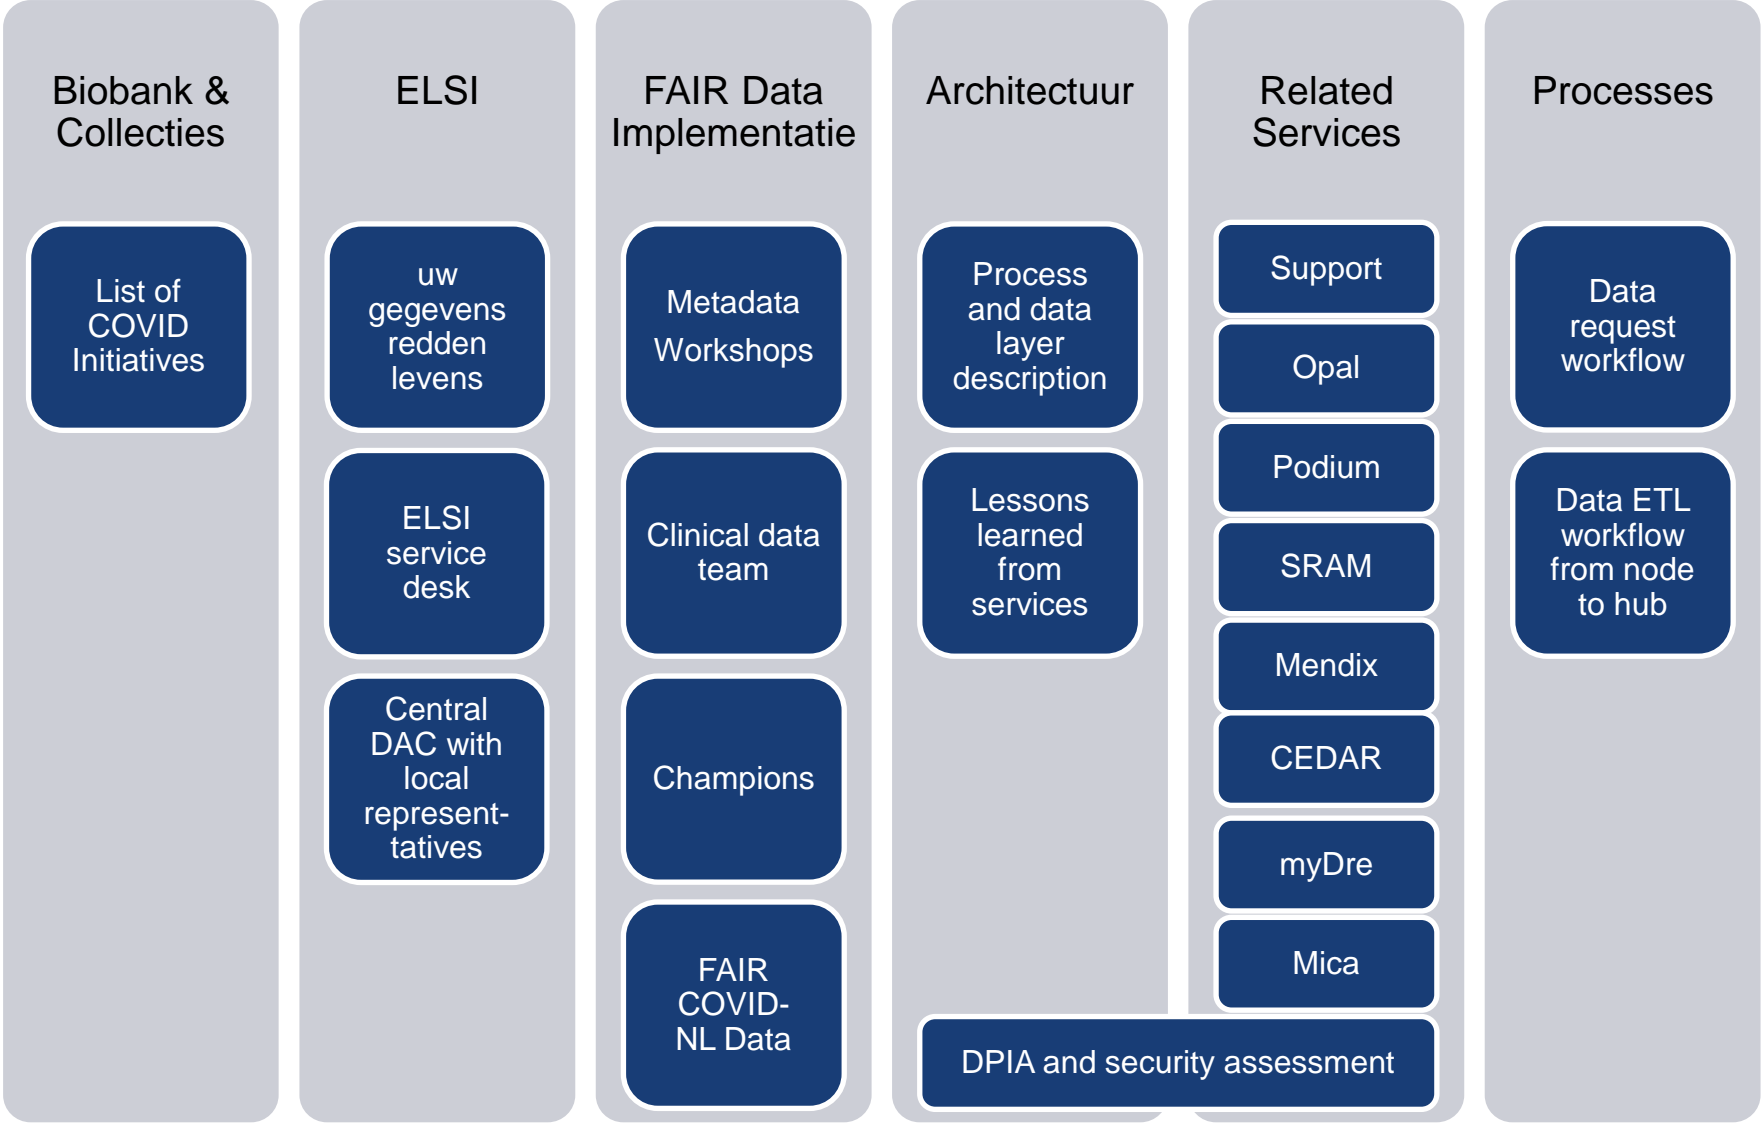 Biobank &
Collecties
List of
COVID
Initiatives
ELSI
uw
gegevens
redden
levens
ELSI
service
desk
Central
DAC with
local
represent-
tatives
FAIR Data
Implementatie
Metadata
Workshops
Clinical data
team
Champions
FAIR
COVID-
NL Data
Architectuur
Process
and data
layer
description
Lessons
learned
from
services
Related
Services
Support
Opal
Podium
SRAM
Mendix
CEDAR
myDre
Mica
DPIA and security assessment
Processes
Data
request
workflow
Data ETL
workflow
from node
to hub